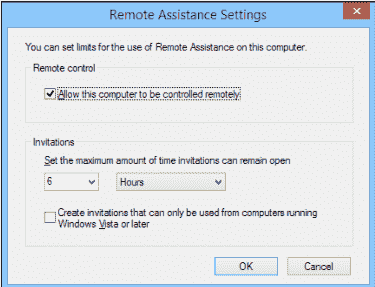 Remote Assistance Settings
You can set limits for the use of Remote Assistance on this computer.
Remote control
Allow this computer to be controlled remotely
Invitations
Set the maximum amount of time invitations can remain open
6 Hours
Create invitations that can only be used from computers running
Windows Vista or later
OK Cancel